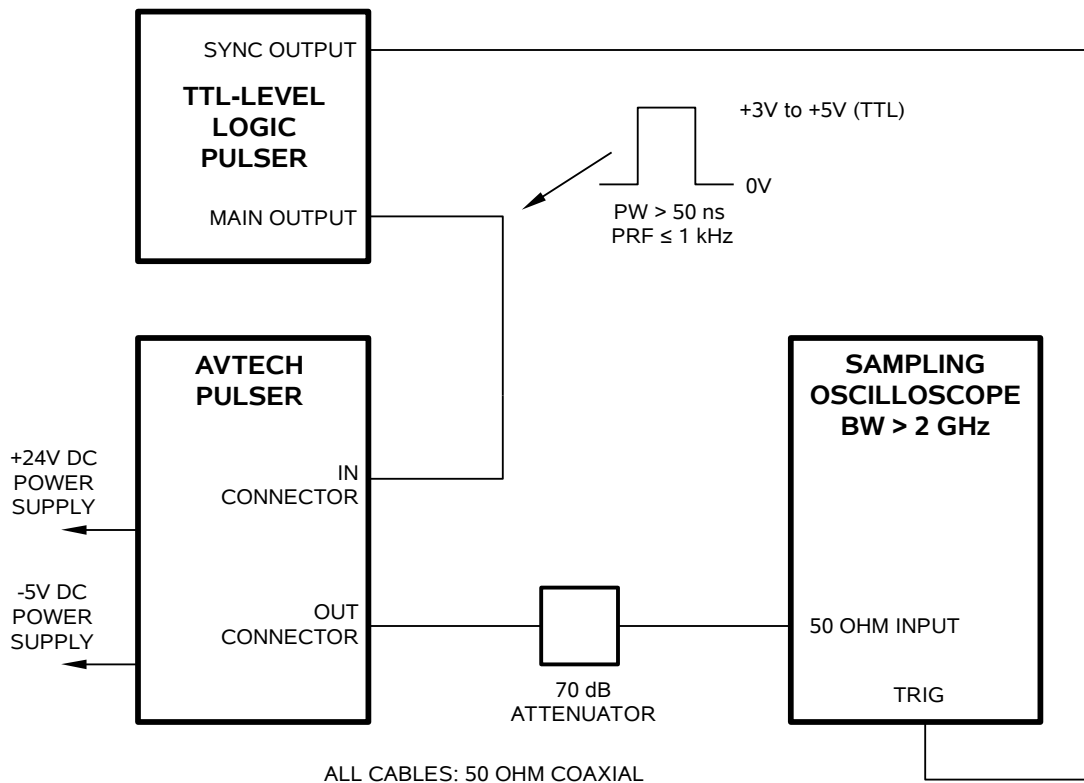 SYNC OUTPUT
TTL-LEVEL
LOGIC
PULSER
MAIN OUTPUT
+3V to +5V (TTL)
0V
PW > 50 ns
PRF ≤ 1 kHz
AVTECH
PULSER
IN
CONNECTOR
OUT
CONNECTOR
+24V DC
POWER
SUPPLY
-5V DC
POWER
SUPPLY
70 dB
ATTENUATOR
SAMPLING
OSCILLOSCOPE
BW > 2 GHz
50 OHM INPUT
TRIG
ALL CABLES: 50 OHM COAXIAL